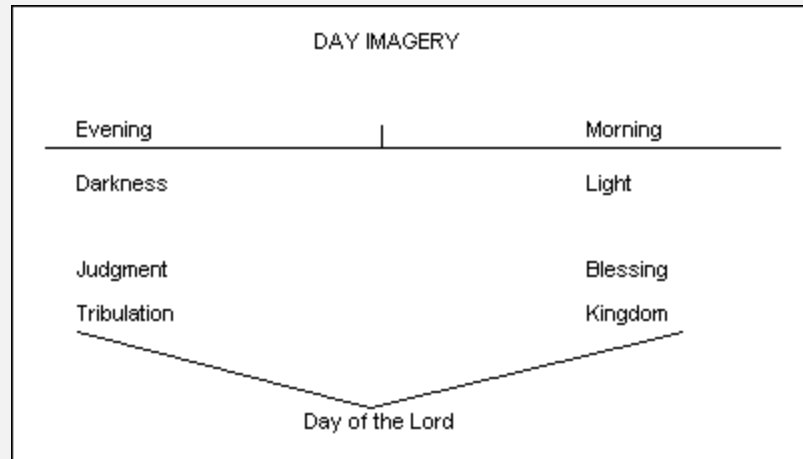 DAY IMAGERY
Evening Morning
Darkness Light
Judgment Blessing
Tribulation Kingdom
Day of the Lord